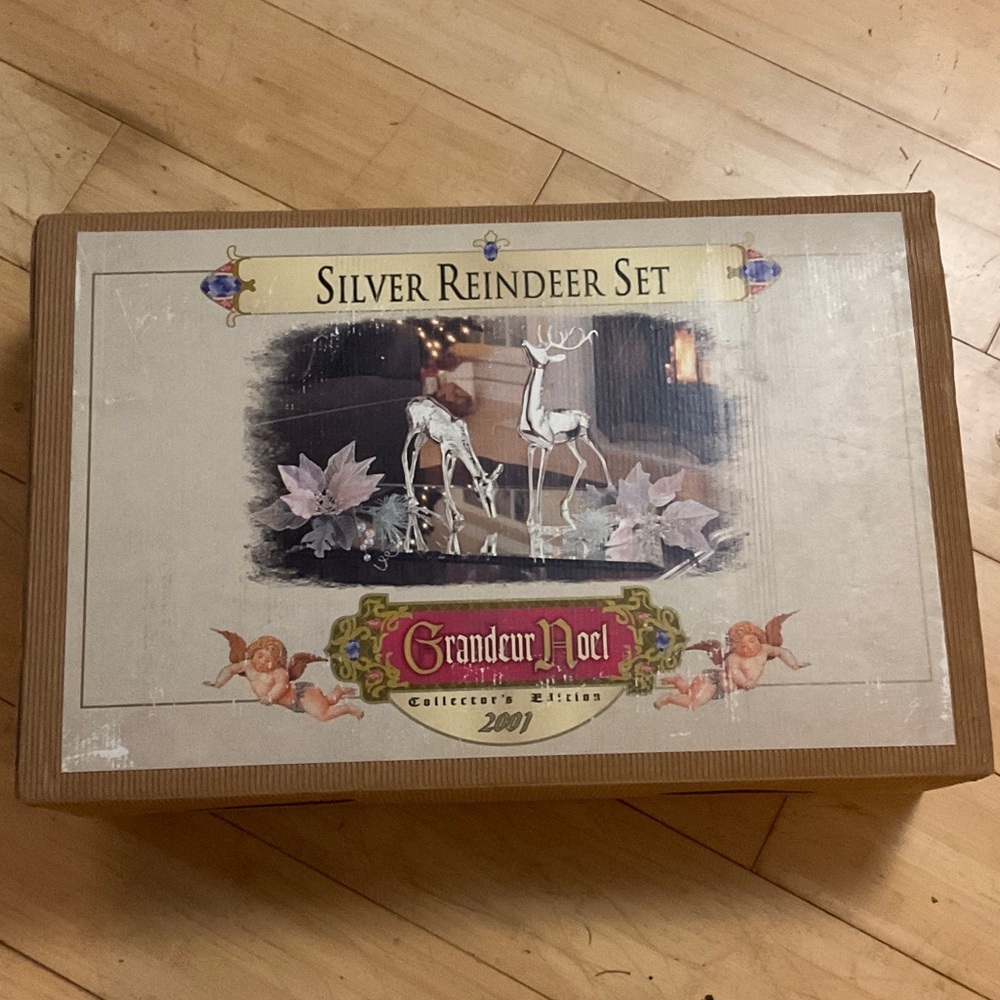 SILVER REINDEER SET
Grandeur Noel
Collector's Edition
2001